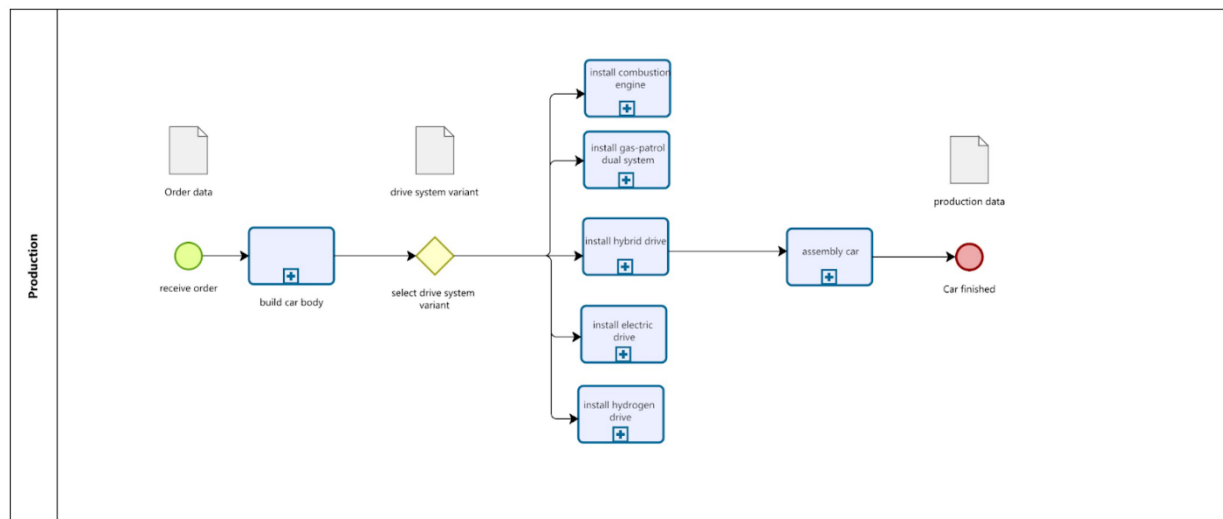 Production
Order data
receive order
build car body
drive system variant
select drive system
variant
install combustion
engine
install gas-patrol
dual system
install hybrid drive
install electric
drive
install hydrogen
drive
assembly car
production data
Car finished